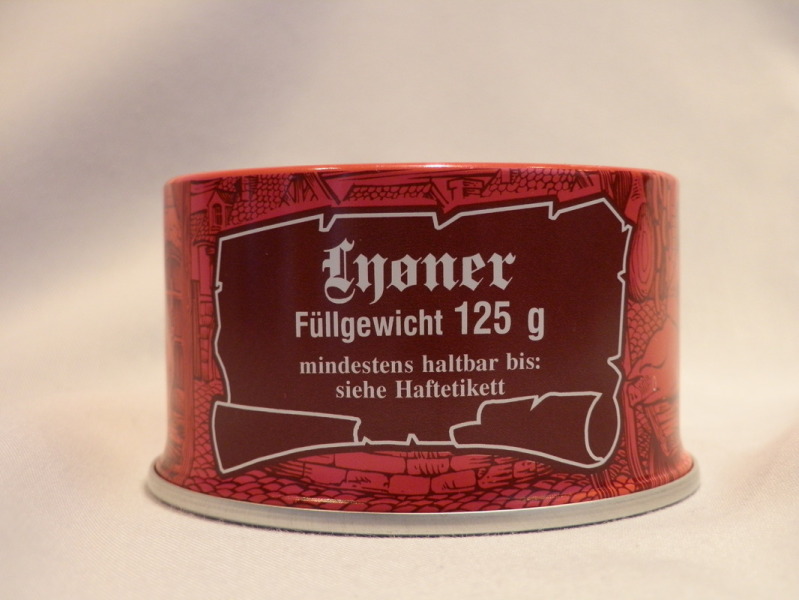 Lyoner
Füllgewicht 125 g
mindestens haltbar bis:
siehe Haftetikett